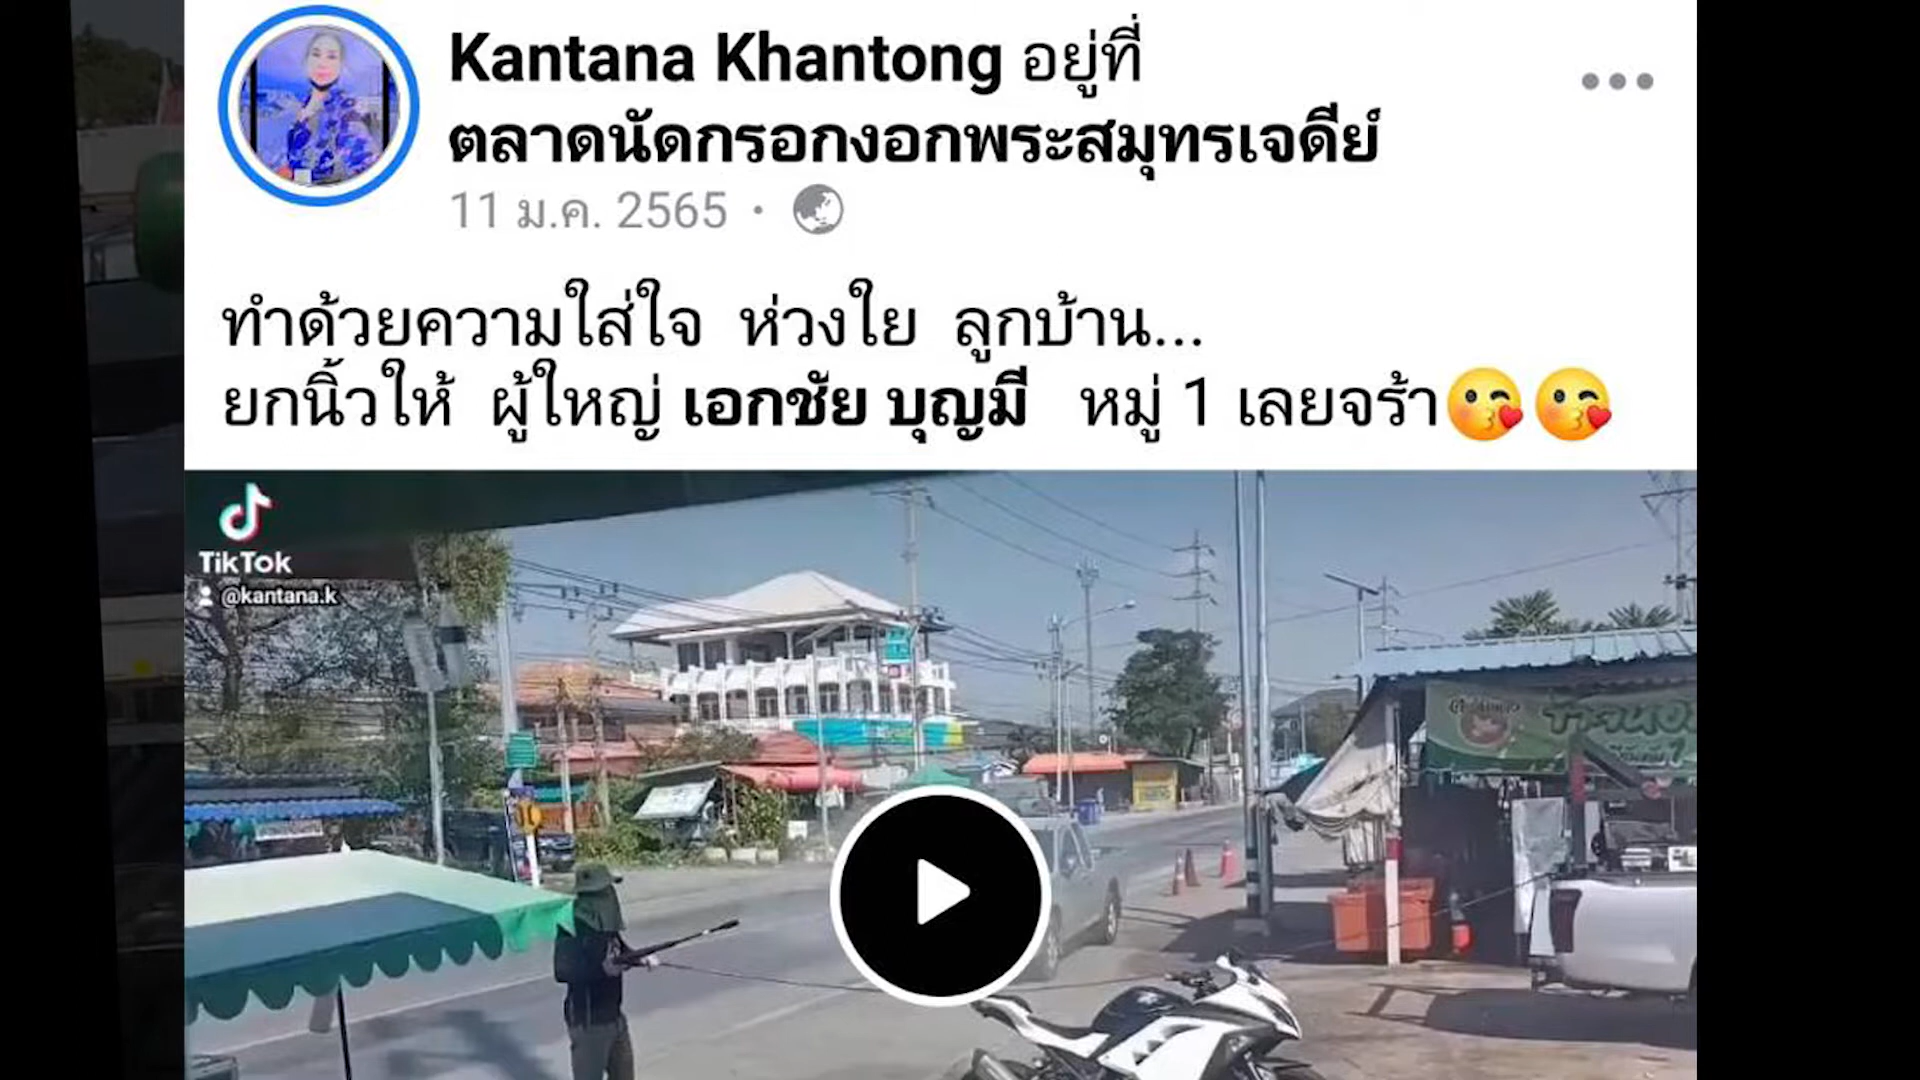 Kantana Khantong อยู่ที่
ตลาดนัดกรอกงอกพระสมุทรเจดีย์
11 ม.ค. 2565
ทำด้วยความใส่ใจ ห่วงใย ลูกบ้าน...
ยกนิ้วให้ ผู้ใหญ่ เอกชัย บุญมี หมู่ 1 เลยจร้า😘😘
TikTok
@kantana.k